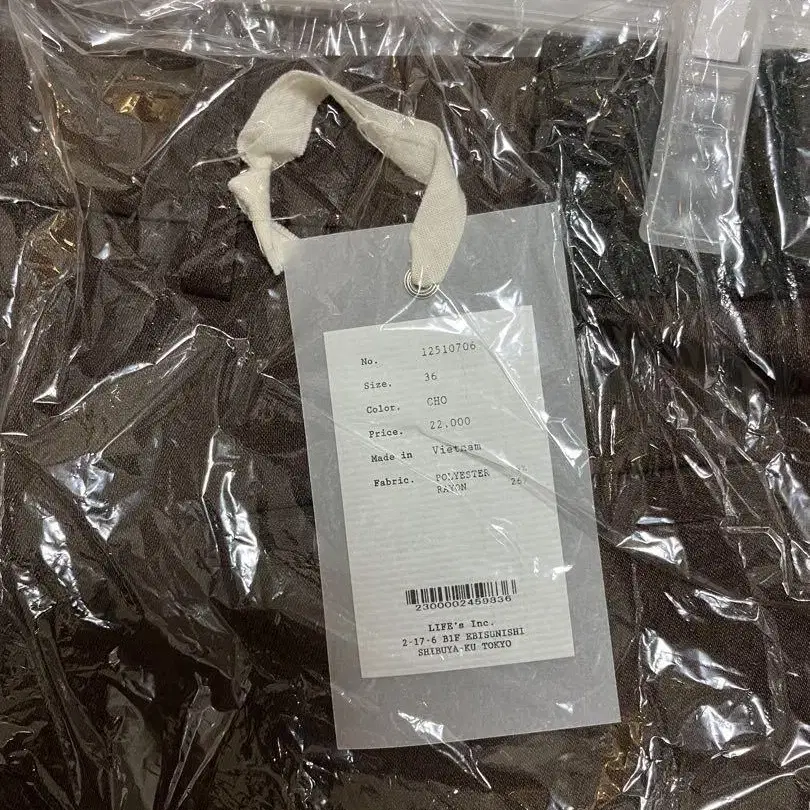 No. 12510706
Size. 36
Color. CHO
Price. 22.000
Made in Vietnam
Fabric. POLYESTER
RAYON 26%
2300002459836
LIFE's Inc.
2-17-6 B1F EBISUNISHI
SHIBUYA-KU TOKYO